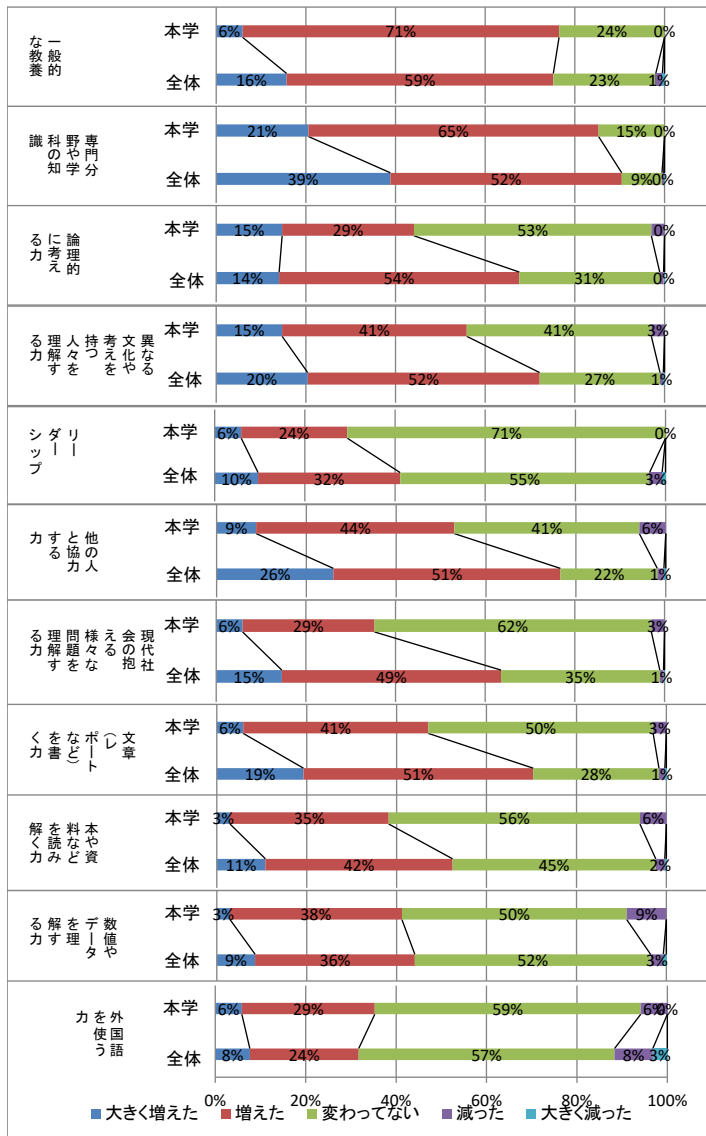 一般的
な教養
本学 6% 71% 24% 0%
全体 16% 59% 23% 1%
専門分
野や学
科の知
識
本学 21% 65% 15% 0%
全体 39% 52% 9% 0%
論理的
に考え
る力
本学 15% 29% 53% 0%
全体 14% 54% 31% 0%
異なる
文化や
考えを
持つ
人々を
理解す
る力
本学 15% 41% 41% 3%
全体 20% 52% 27% 1%
リー
ダー
シップ
本学 6% 24% 71% 0%
全体 10% 32% 55% 3%
他の人
と協力
する
力
本学 9% 44% 41% 6%
全体 26% 51% 22% 1%
現代社
会の抱
える
様々な
問題を
理解す
る力
本学 6% 29% 62% 3%
全体 15% 49% 35% 1%
文章
(レ
ポート
など)
を書
く力
本学 6% 41% 50% 3%
全体 19% 51% 28% 1%
本や資
料など
を読み
解く力
本学 3% 35% 56% 6%
全体 11% 42% 45% 2%
数値や
データ
を理
解す
る力
本学 3% 38% 50% 9%
全体 9% 36% 52% 3%
外国語
を使う
力
本学 6% 29% 59% 6% 0%
全体 8% 24% 57% 8% 3%
0% 20% 40% 60% 80% 100%
大きく増えた 増えた 変わってない 減った 大きく減った